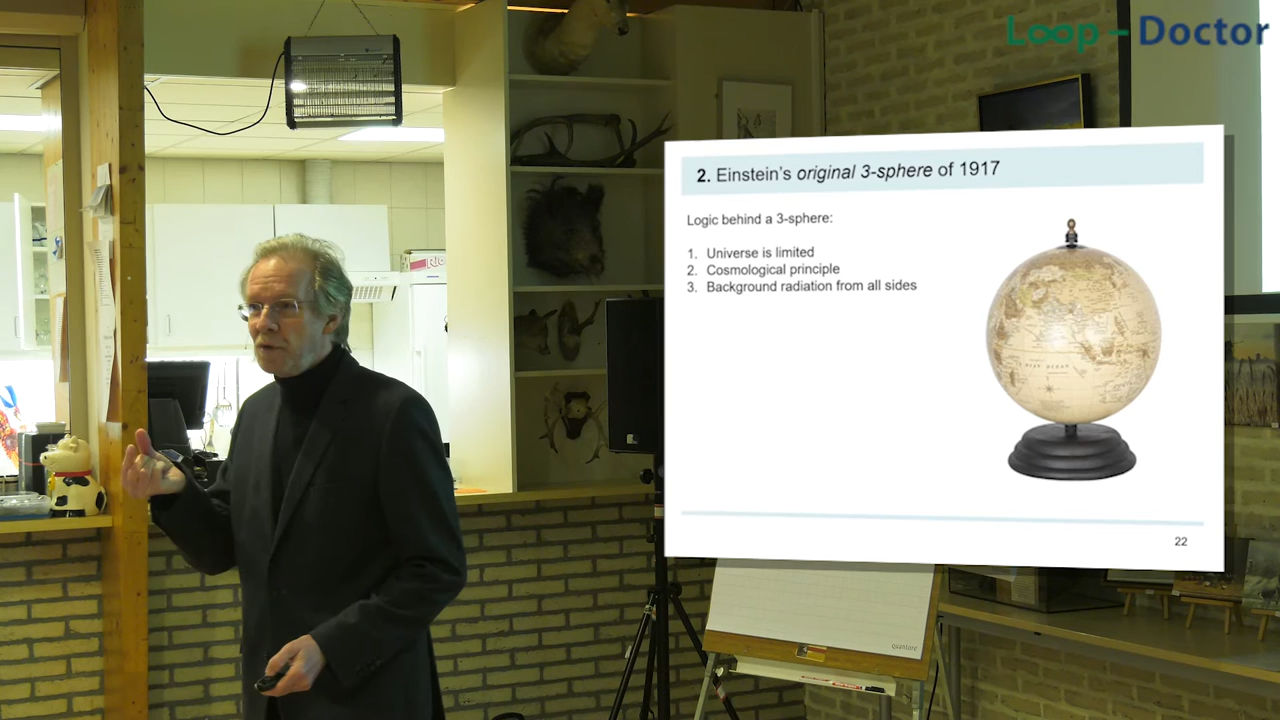 Loop-Doctor
2. Einstein's original 3-sphere of 1917
Logic behind a 3-sphere:
1. Universe is limited
2. Cosmological principle
3. Background radiation from all sides
22
quantore